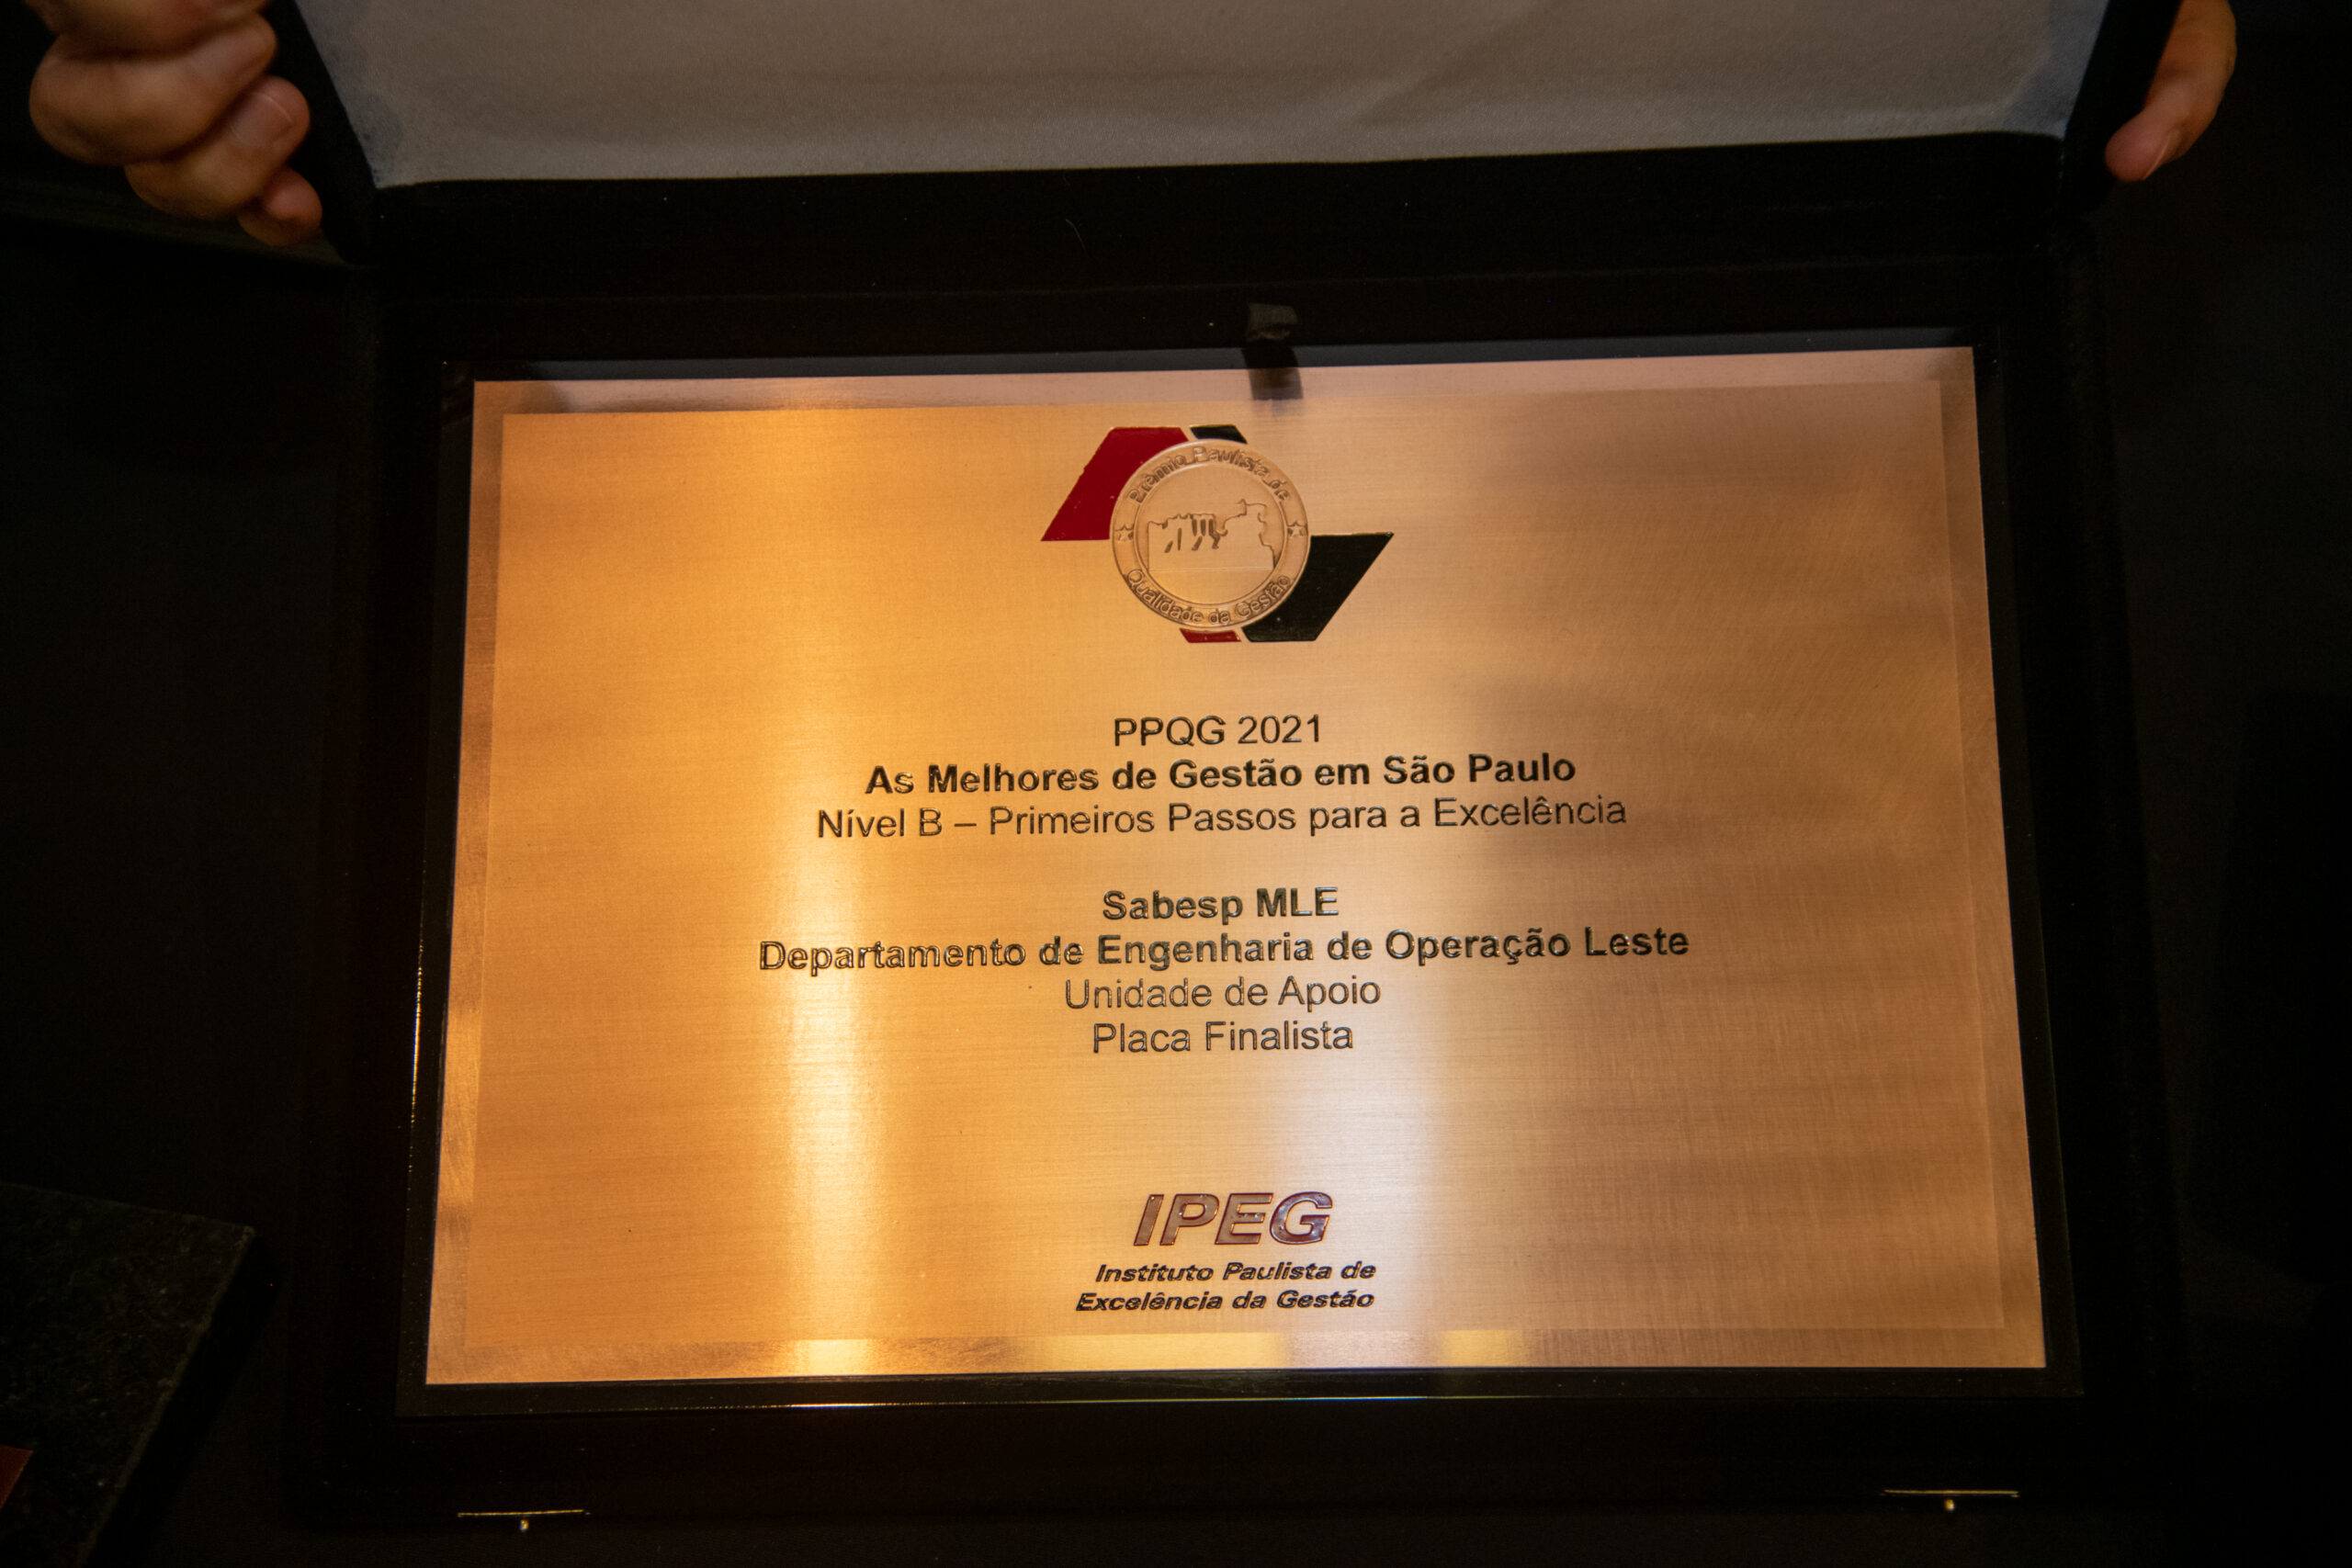 Prêmio Paulista de
Qualidade da Gestão
PPQG 2021
As Melhores de Gestão em São Paulo
Nível B – Primeiros Passos para a Excelência
Sabesp MLE
Departamento de Engenharia de Operação Leste
Unidade de Apoio
Placa Finalista
IPEG
Instituto Paulista de
Excelência da Gestão